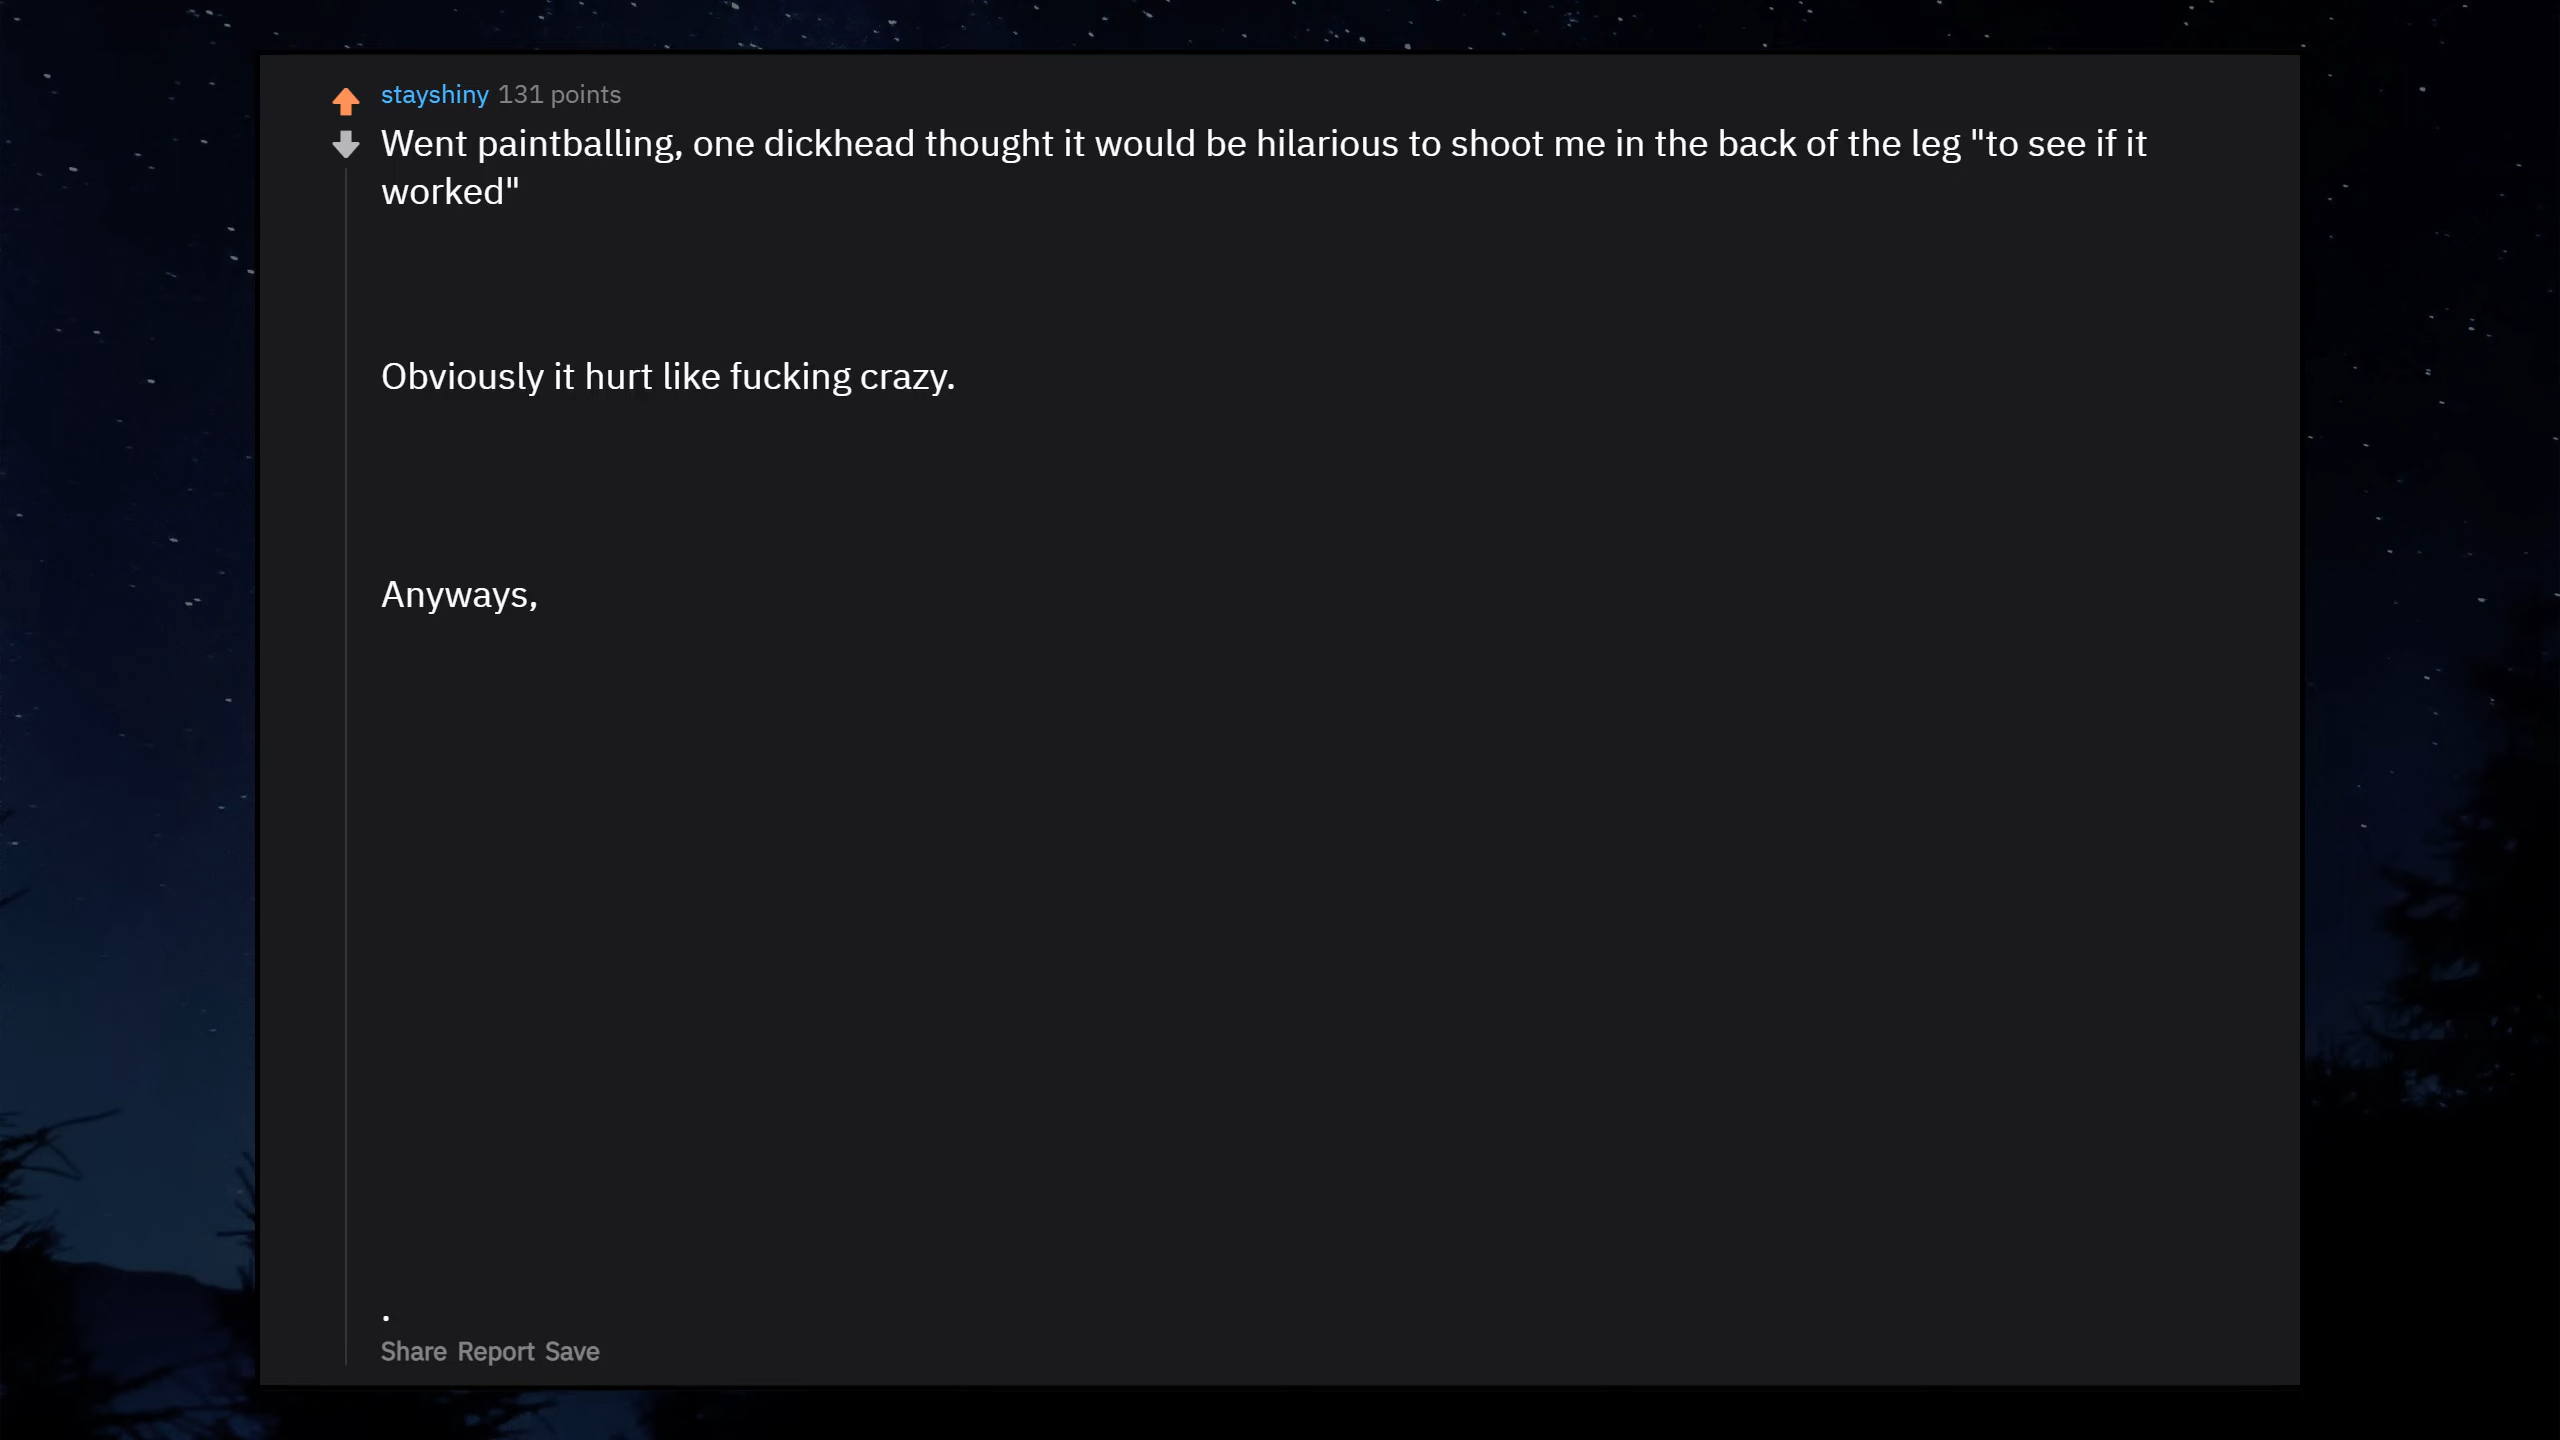 stayshiny 131 points
Went paintballing, one dickhead thought it would be hilarious to shoot me in the back of the leg "to see if it
worked"
Obviously it hurt like fucking crazy.
Anyways,
.
Share Report Save